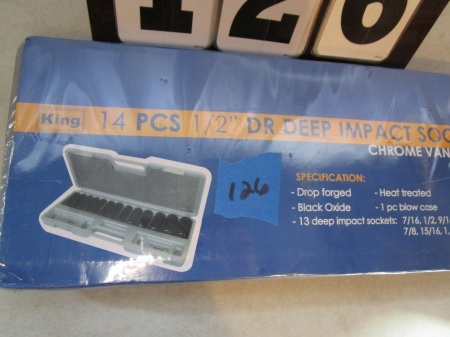 126
King
14 PCS 1/2" DR DEEP IMPACT SOC
CHROME VAN
126
SPECIFICATION:
- Drop forged
- Heat treated
- Black Oxide
- 1 pc blow case
- 13 deep impact sockets: 7/16, 1/2, 9/1
7/8, 15/16, 1,